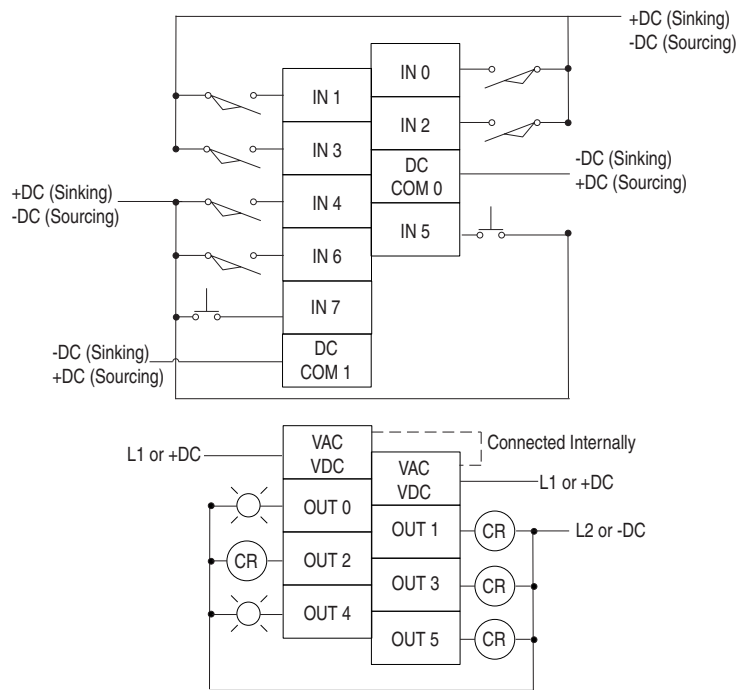 +DC (Sinking)
-DC (Sourcing)
IN 0
IN 1
IN 2
IN 3
DC
COM 0
-DC (Sinking)
+DC (Sourcing)
+DC (Sinking)
-DC (Sourcing)
IN 4
IN 5
IN 6
IN 7
-DC (Sinking)
+DC (Sourcing)
DC
COM 1
L1 or +DC
VAC
VDC
Connected Internally
VAC
VDC
L1 or +DC
OUT 0
OUT 1
CR
L2 or -DC
CR
OUT 2
OUT 3
CR
OUT 4
OUT 5
CR